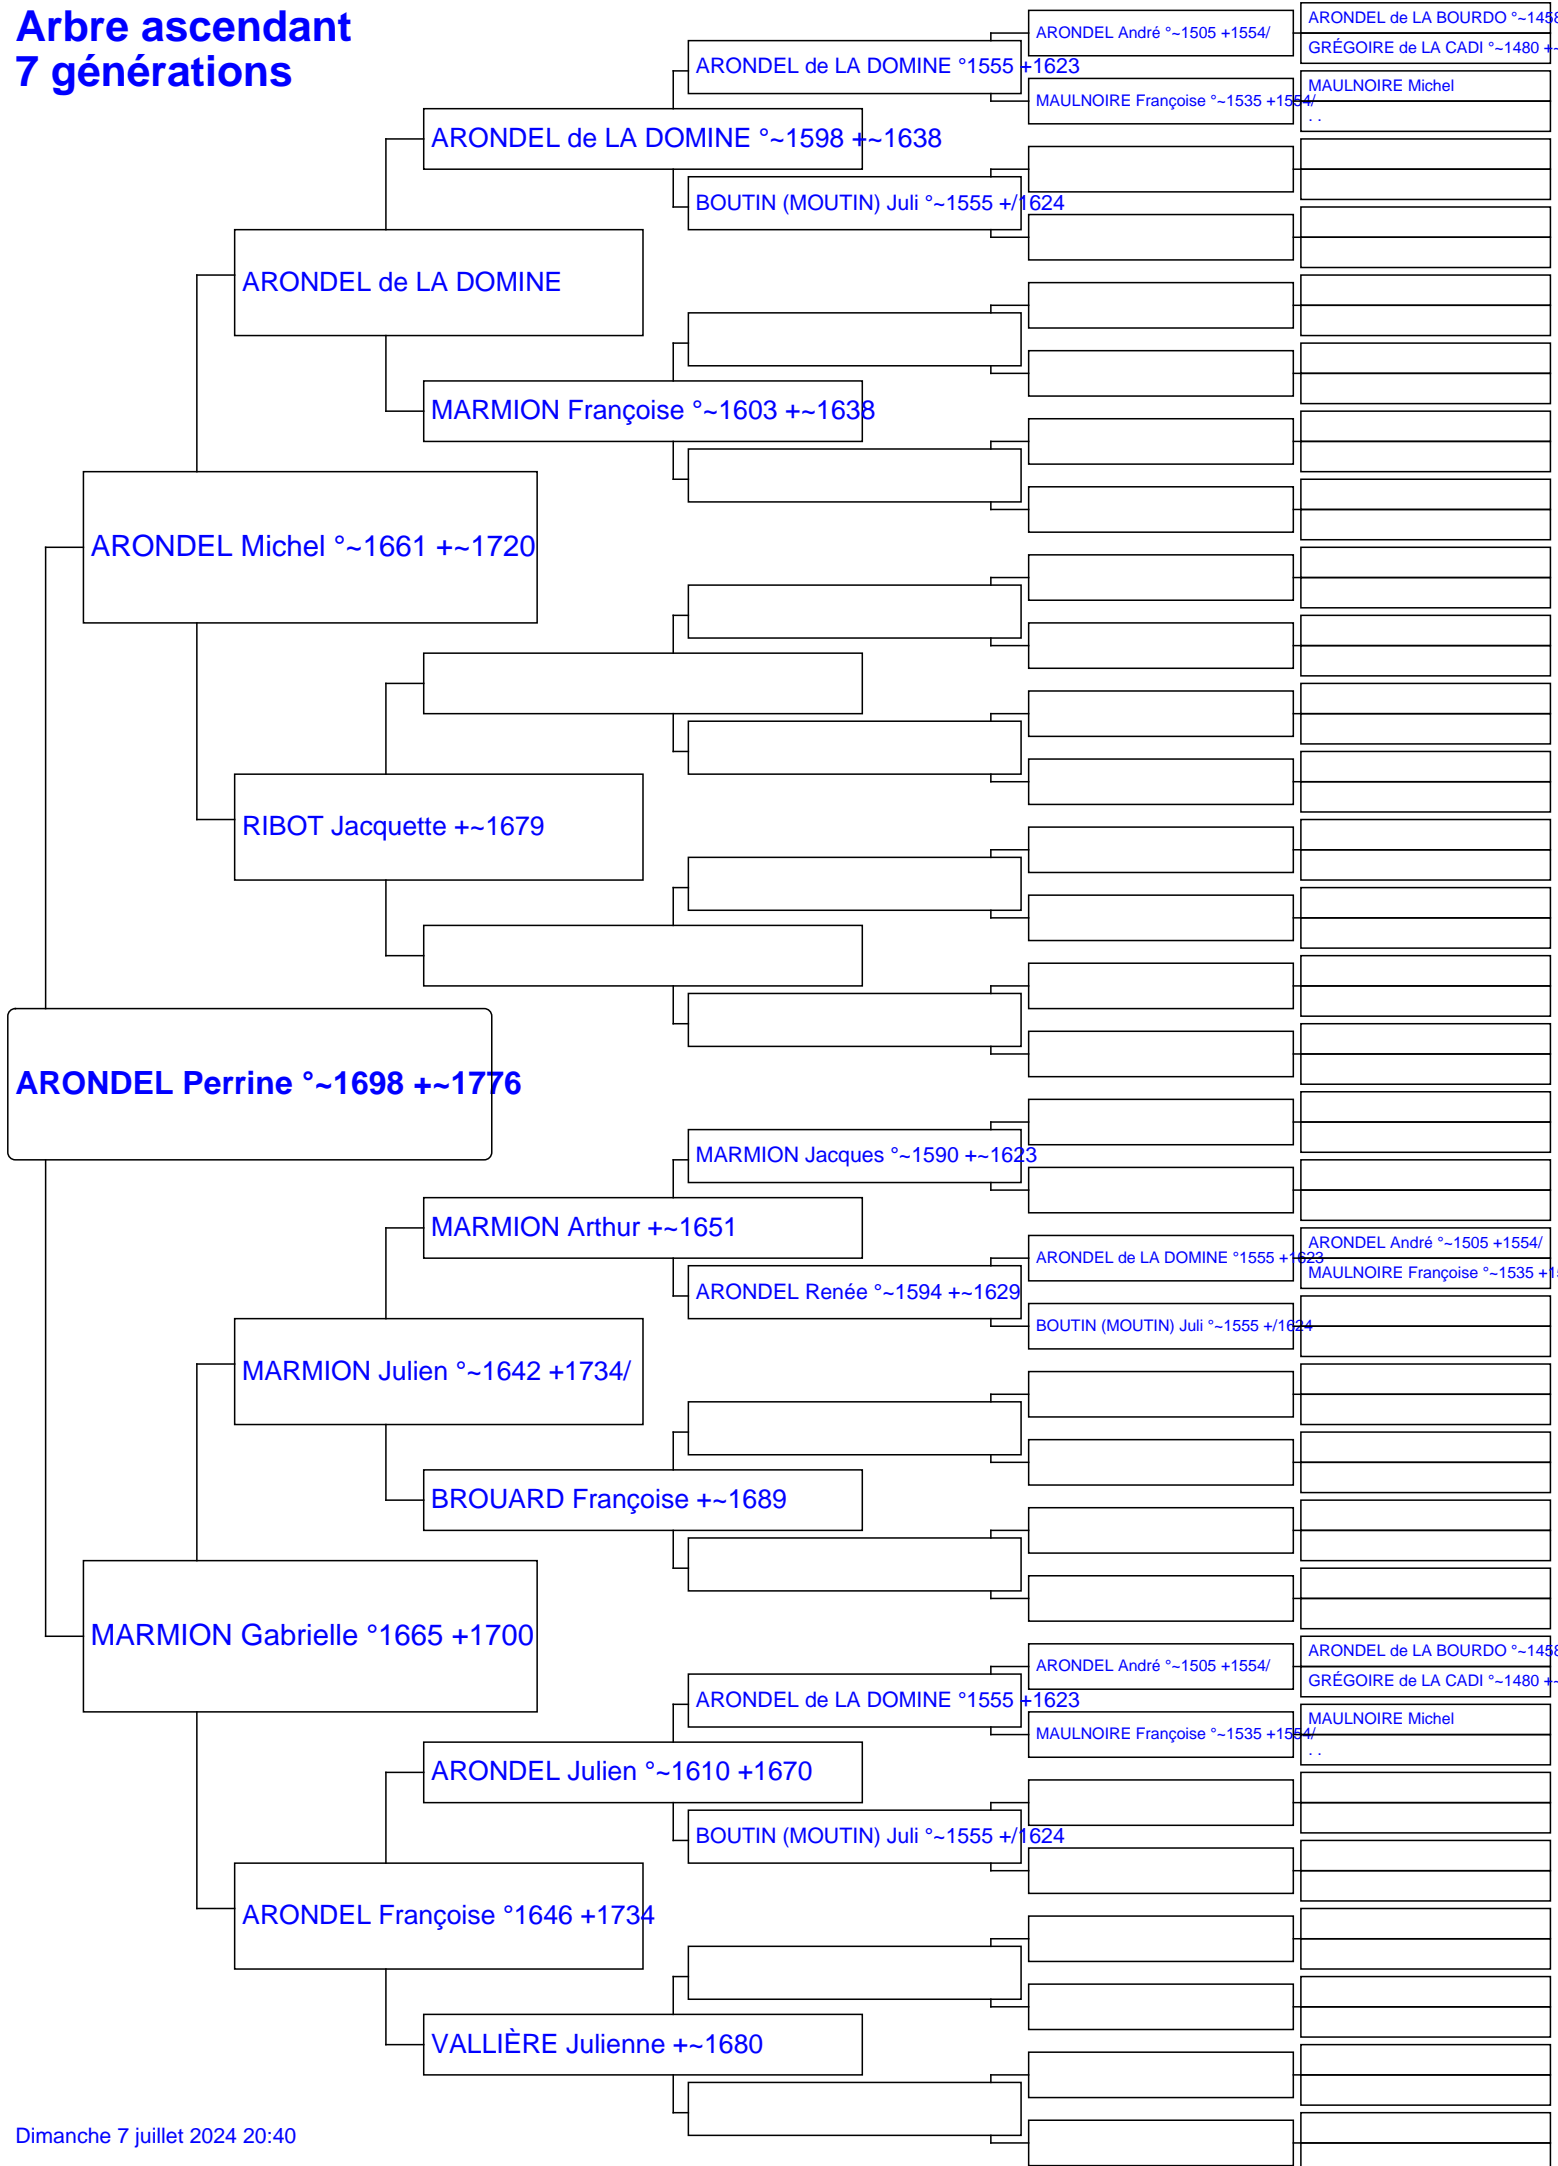 Arbre ascendant
7 générations
ARONDEL de LA BOURDO °~1458
ARONDEL André °~1505 +1554/
GRÉGOIRE de LA CADI °~1480 +~
ARONDEL de LA DOMINE °1555 +1623
MAULNOIRE Michel
MAULNOIRE Françoise °~1535 +1554/
. .
ARONDEL de LA DOMINE °~1598 +~1638
BOUTIN (MOUTIN) Juli °~1555 +/1624
ARONDEL de LA DOMINE
MARMION Françoise °~1603 +~1638
ARONDEL Michel °~1661 +~1720
RIBOT Jacquette +~1679
ARONDEL Perrine °~1698 +~1776
MARMION Jacques °~1590 +~1623
MARMION Arthur +~1651
ARONDEL André °~1505 +1554/
ARONDEL de LA DOMINE °1555 +1623
MAULNOIRE Françoise °~1535 +1
ARONDEL Renée °~1594 +~1629
BOUTIN (MOUTIN) Juli °~1555 +/1624
MARMION Julien °~1642 +1734/
BROUARD Françoise +~1689
MARMION Gabrielle °1665 +1700
ARONDEL de LA BOURDO °~1458
ARONDEL André °~1505 +1554/
GRÉGOIRE de LA CADI °~1480 +~
ARONDEL de LA DOMINE °1555 +1623
MAULNOIRE Michel
MAULNOIRE Françoise °~1535 +1554/
. .
ARONDEL Julien °~1610 +1670
BOUTIN (MOUTIN) Juli °~1555 +/1624
ARONDEL Françoise °1646 +1734
VALLIÈRE Julienne +~1680
Dimanche 7 juillet 2024 20:40